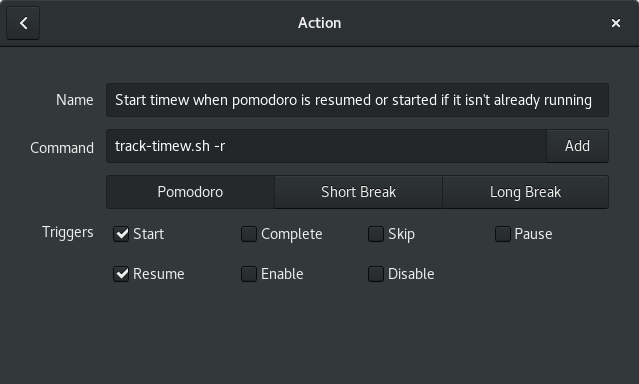 Action
Name Start timew when pomodoro is resumed or started if it isn't already running
Command track-timew.sh -r Add
Pomodoro Short Break Long Break
Triggers Start Complete Skip Pause
Resume Enable Disable